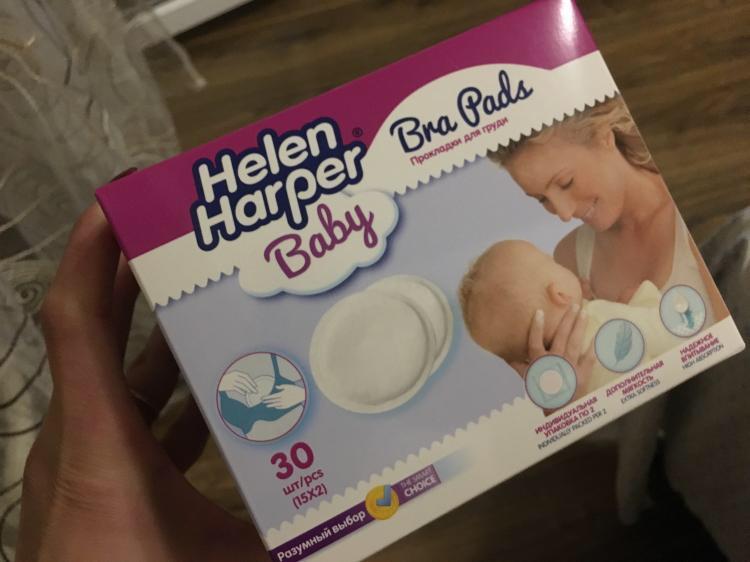 Helen
Harper®
Baby
Bra Pads
Прокладки для груди
30
шт/pcs
(15X2)
ИНДИВИДУАЛЬНАЯ
УПАКОВКА ПО 2
INDIVIDUALLY PACKED PER 2
ДОПОЛНИТЕЛЬНАЯ
МЯГКОСТЬ
EXTRA SOFTNESS
НАДЕЖНОЕ
ВПИТЫВАНИЕ
HIGH ABSORPTION
Разумный выбор
THE SMART
CHOICE